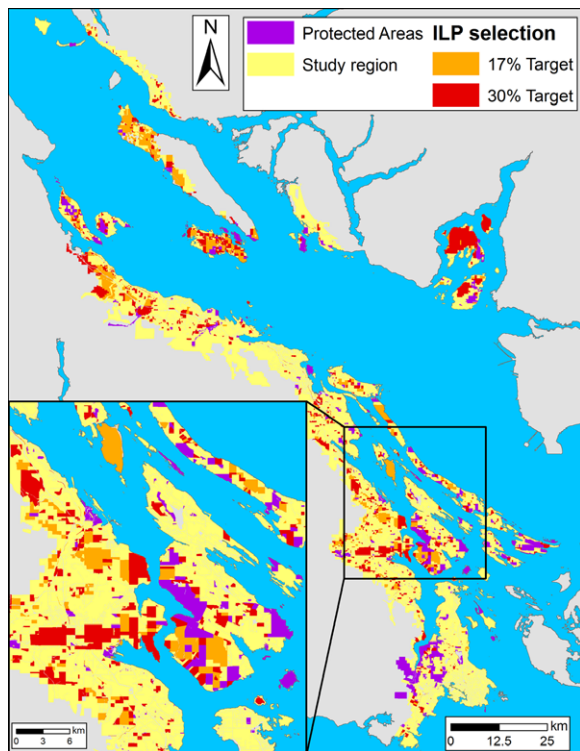 N
Protected Areas
Study region
ILP selection
17% Target
30% Target
km
0 3 6
km
0 12.5 25